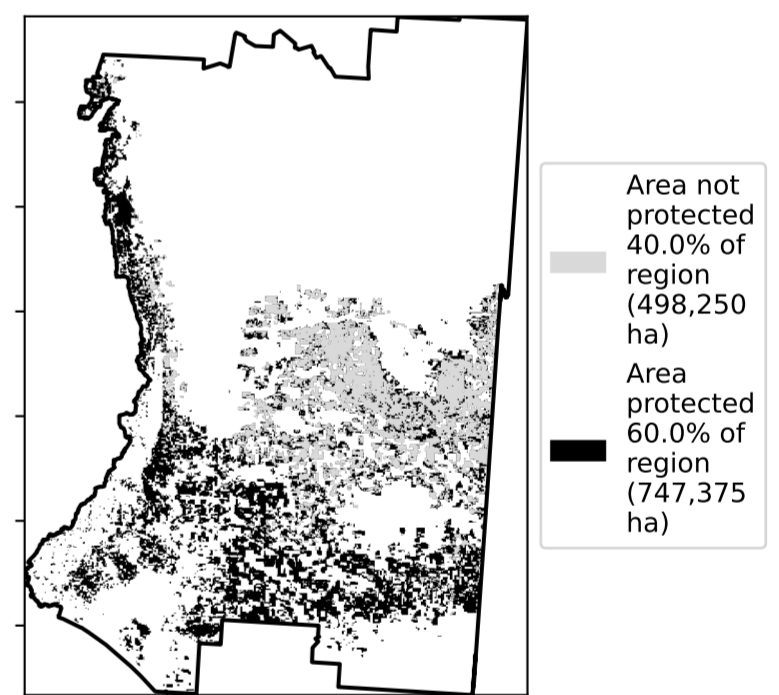 Area not
protected
40.0% of
region
(498,250
ha)
Area
protected
60.0% of
region
(747,375
ha)